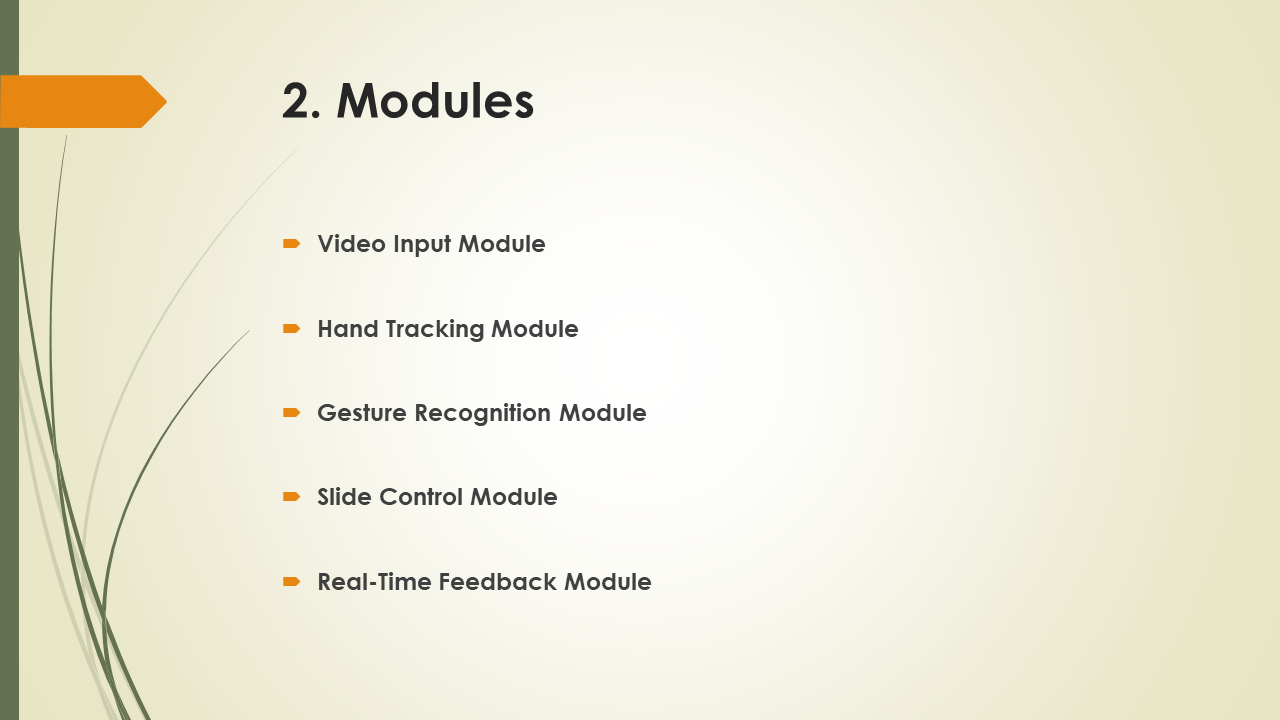 2. Modules
Video Input Module
Hand Tracking Module
Gesture Recognition Module
Slide Control Module
Real-Time Feedback Module